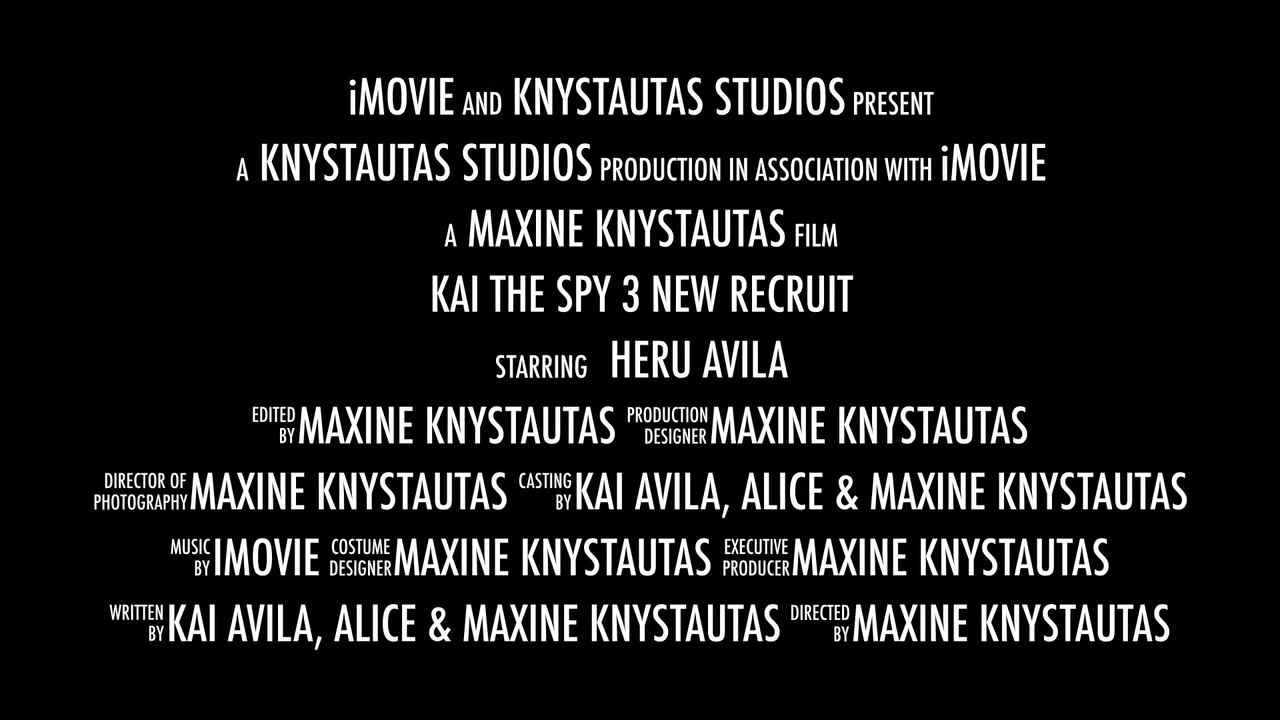 iMOVIE AND KNYSTAUTAS STUDIOS PRESENT
A KNYSTAUTAS STUDIOS PRODUCTION IN ASSOCIATION WITH iMOVIE
A MAXINE KNYSTAUTAS FILM
KAI THE SPY 3 NEW RECRUIT
STARRING HERU AVILA
EDITED BY MAXINE KNYSTAUTAS PRODUCTION DESIGNER MAXINE KNYSTAUTAS
DIRECTOR OF PHOTOGRAPHY MAXINE KNYSTAUTAS CASTING BY KAI AVILA, ALICE & MAXINE KNYSTAUTAS
MUSIC BY IMOVIE COSTUME DESIGNER MAXINE KNYSTAUTAS EXECUTIVE PRODUCER MAXINE KNYSTAUTAS
WRITTEN BY KAI AVILA, ALICE & MAXINE KNYSTAUTAS DIRECTED BY MAXINE KNYSTAUTAS